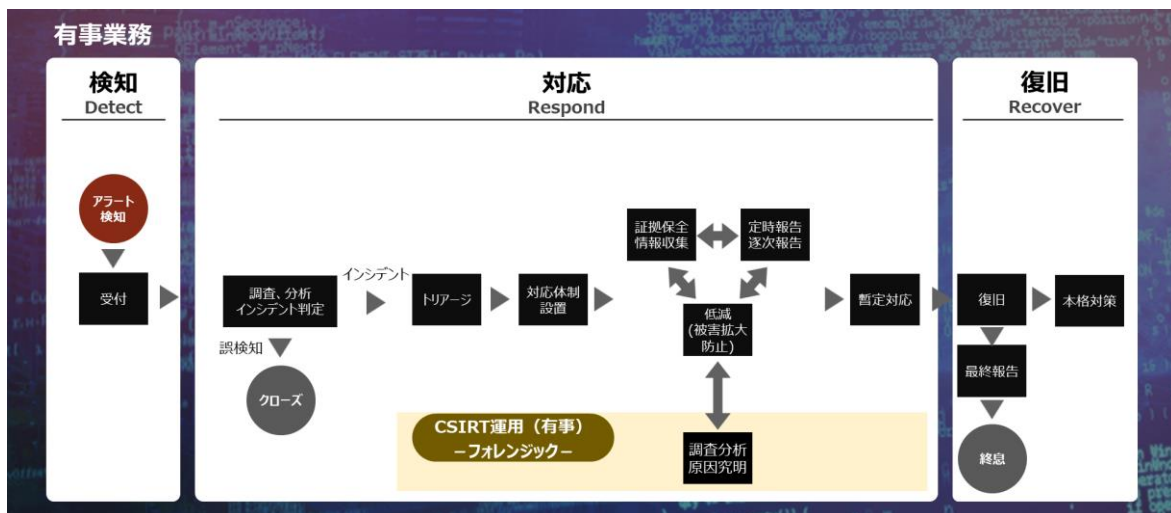 有事業務
検知
Detect
アラート
検知
受付
対応
Respond
調査、分析
インシデント判定
インシデント
誤検知
クローズ
トリアージ
対応体制
設置
証拠保全
情報収集
定時報告
逐次報告
低減
(被害拡大
防止)
暫定対応
CSIRT運用（有事）
－フォレンジック－
調査分析
原因究明
復旧
Recover
復旧
本格対策
最終報告
終息